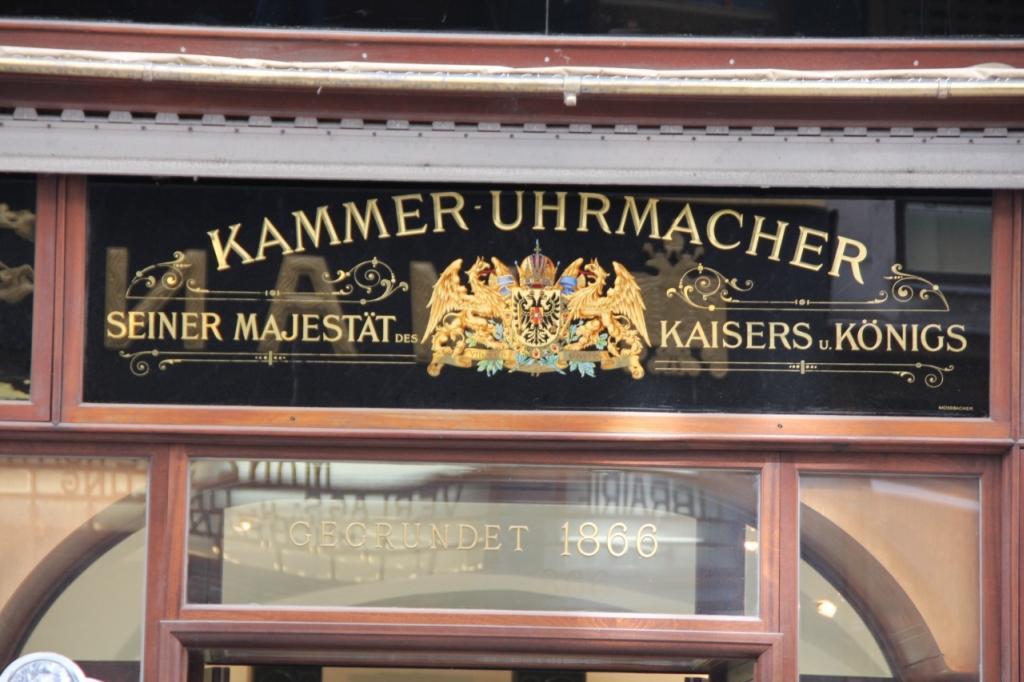 KAMMER-UHRMACHER
SEINER MAJESTÄT DES KAISERS u. KÖNIGS
GEGRÜNDET 1866